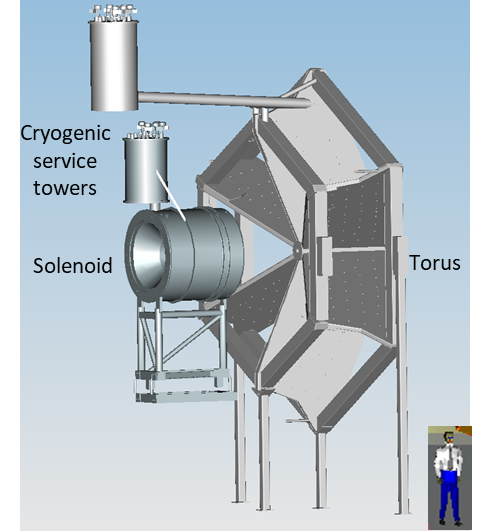 Cryogenic
service
towers
Solenoid
Torus